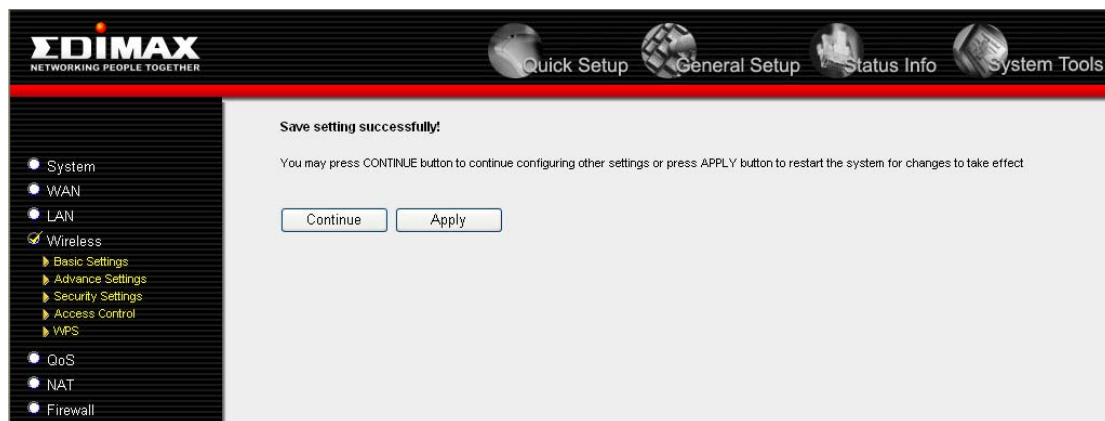 EDIMAX
NETWORKING PEOPLE TOGETHER
Quick Setup
General Setup
Status Info
System Tools
System
WAN
LAN
Wireless
Basic Settings
Advance Settings
Security Settings
Access Control
WPS
QoS
NAT
Firewall
Save setting successfully!
You may press CONTINUE button to continue configuring other settings or press APPLY button to restart the system for changes to take effect
Continue
Apply